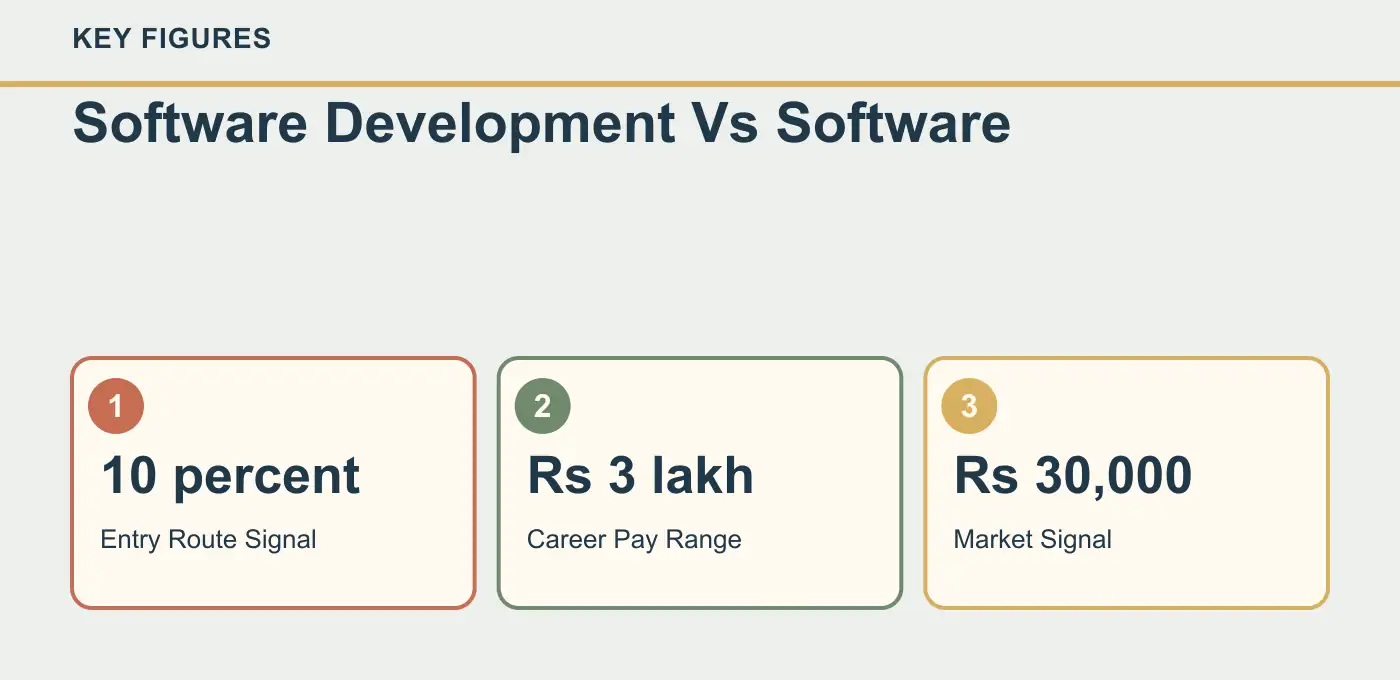 KEY FIGURES
Software Development Vs Software
1
10 percent
Entry Route Signal
2
Rs 3 lakh
Career Pay Range
3
Rs 30,000
Market Signal